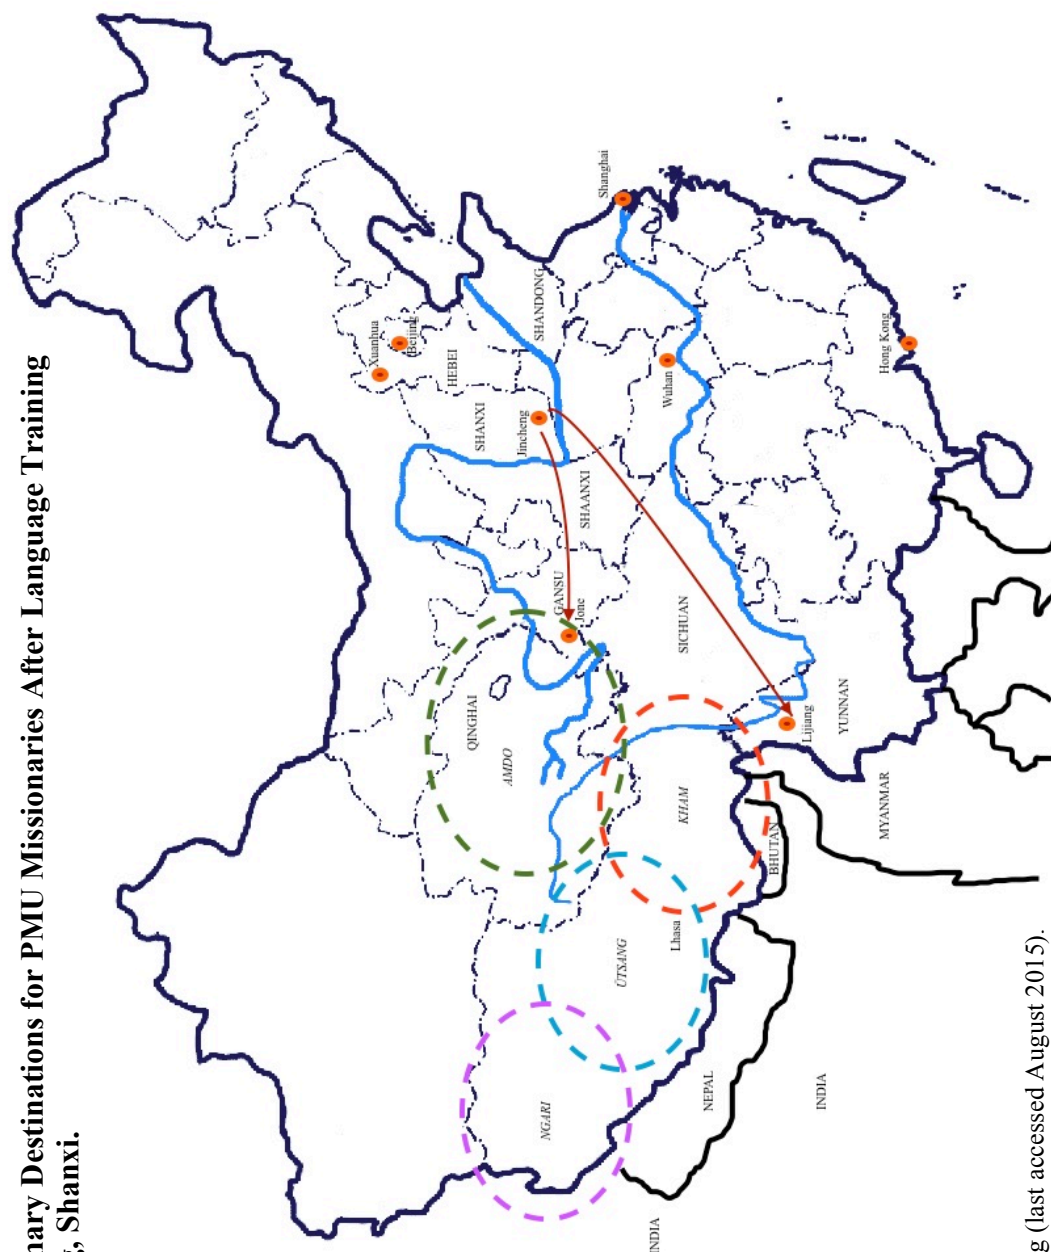 nary Destinations for PMU Missionaries After Language Training
g, Shanxi.
Xuanhua
Beijing
HEBEI
SHANDONG
Shanghai
SHANXI
Jincheng
SHAANXI
Wuhan
Hong Kong
GANSU
Jone
SICHUAN
QINGHAI
AMDO
KHAM
Lijiang
YUNNAN
MYANMAR
BHUTAN
ÜTSANG
Lhasa
NGARI
NEPAL
INDIA
NDIA
g (last accessed August 2015).